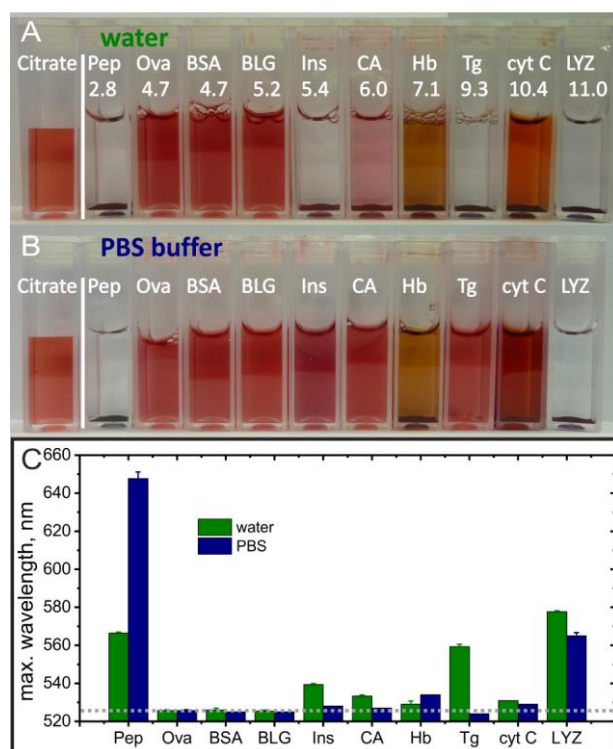 A water
Citrate Pep Ova BSA BLG Ins CA Hb Tg cyt C LYZ
2.8 4.7 4.7 5.2 5.4 6.0 7.1 9.3 10.4 11.0
B PBS buffer
Citrate Pep Ova BSA BLG Ins CA Hb Tg cyt C LYZ
C
660
640
620
600
580
560
540
520
max. wavelength, nm
water
PBS
Pep Ova BSA BLG Ins CA Hb Tg cyt C LYZ